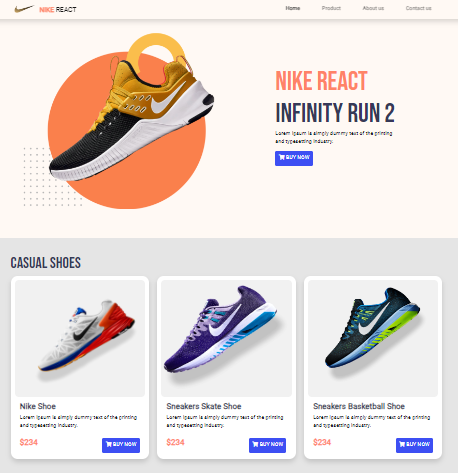 NIKE REACT
Home Product About us Contact us
NIKE REACT
INFINITY RUN 2
Lorem Ipsum is simply dummy text of the printing
and typesetting industry.
BUY NOW
CASUAL SHOES
Nike Shoe
Lorem Ipsum is simply dummy text of the printing
and typesetting industry.
$234 BUY NOW
Sneakers Skate Shoe
Lorem Ipsum is simply dummy text of the printing
and typesetting industry.
$234 BUY NOW
Sneakers Basketball Shoe
Lorem Ipsum is simply dummy text of the printing
and typesetting industry.
$234 BUY NOW